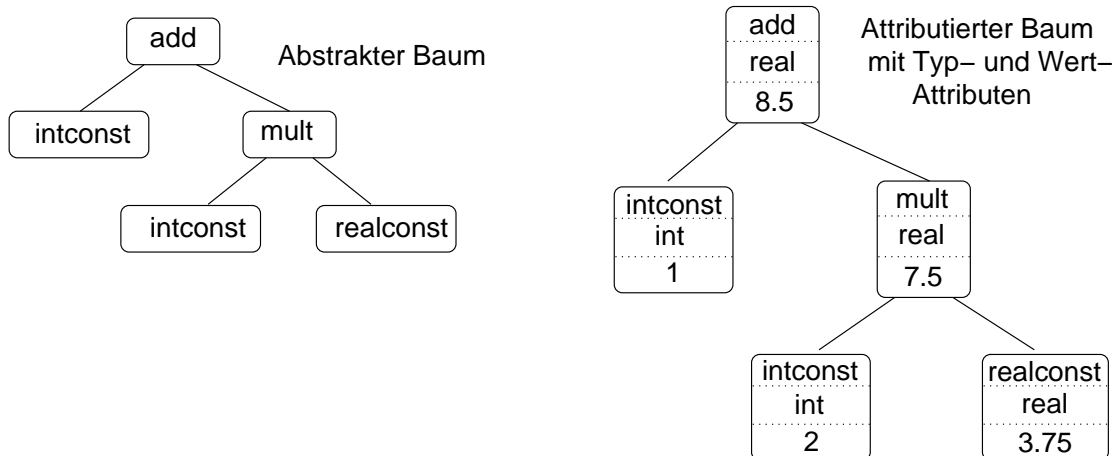 add
Abstrakter Baum
intconst
mult
intconst
realconst
add
real
8.5
Attributierter Baum
mit Typ– und Wert–
Attributen
intconst
int
1
mult
real
7.5
intconst
int
2
realconst
real
3.75